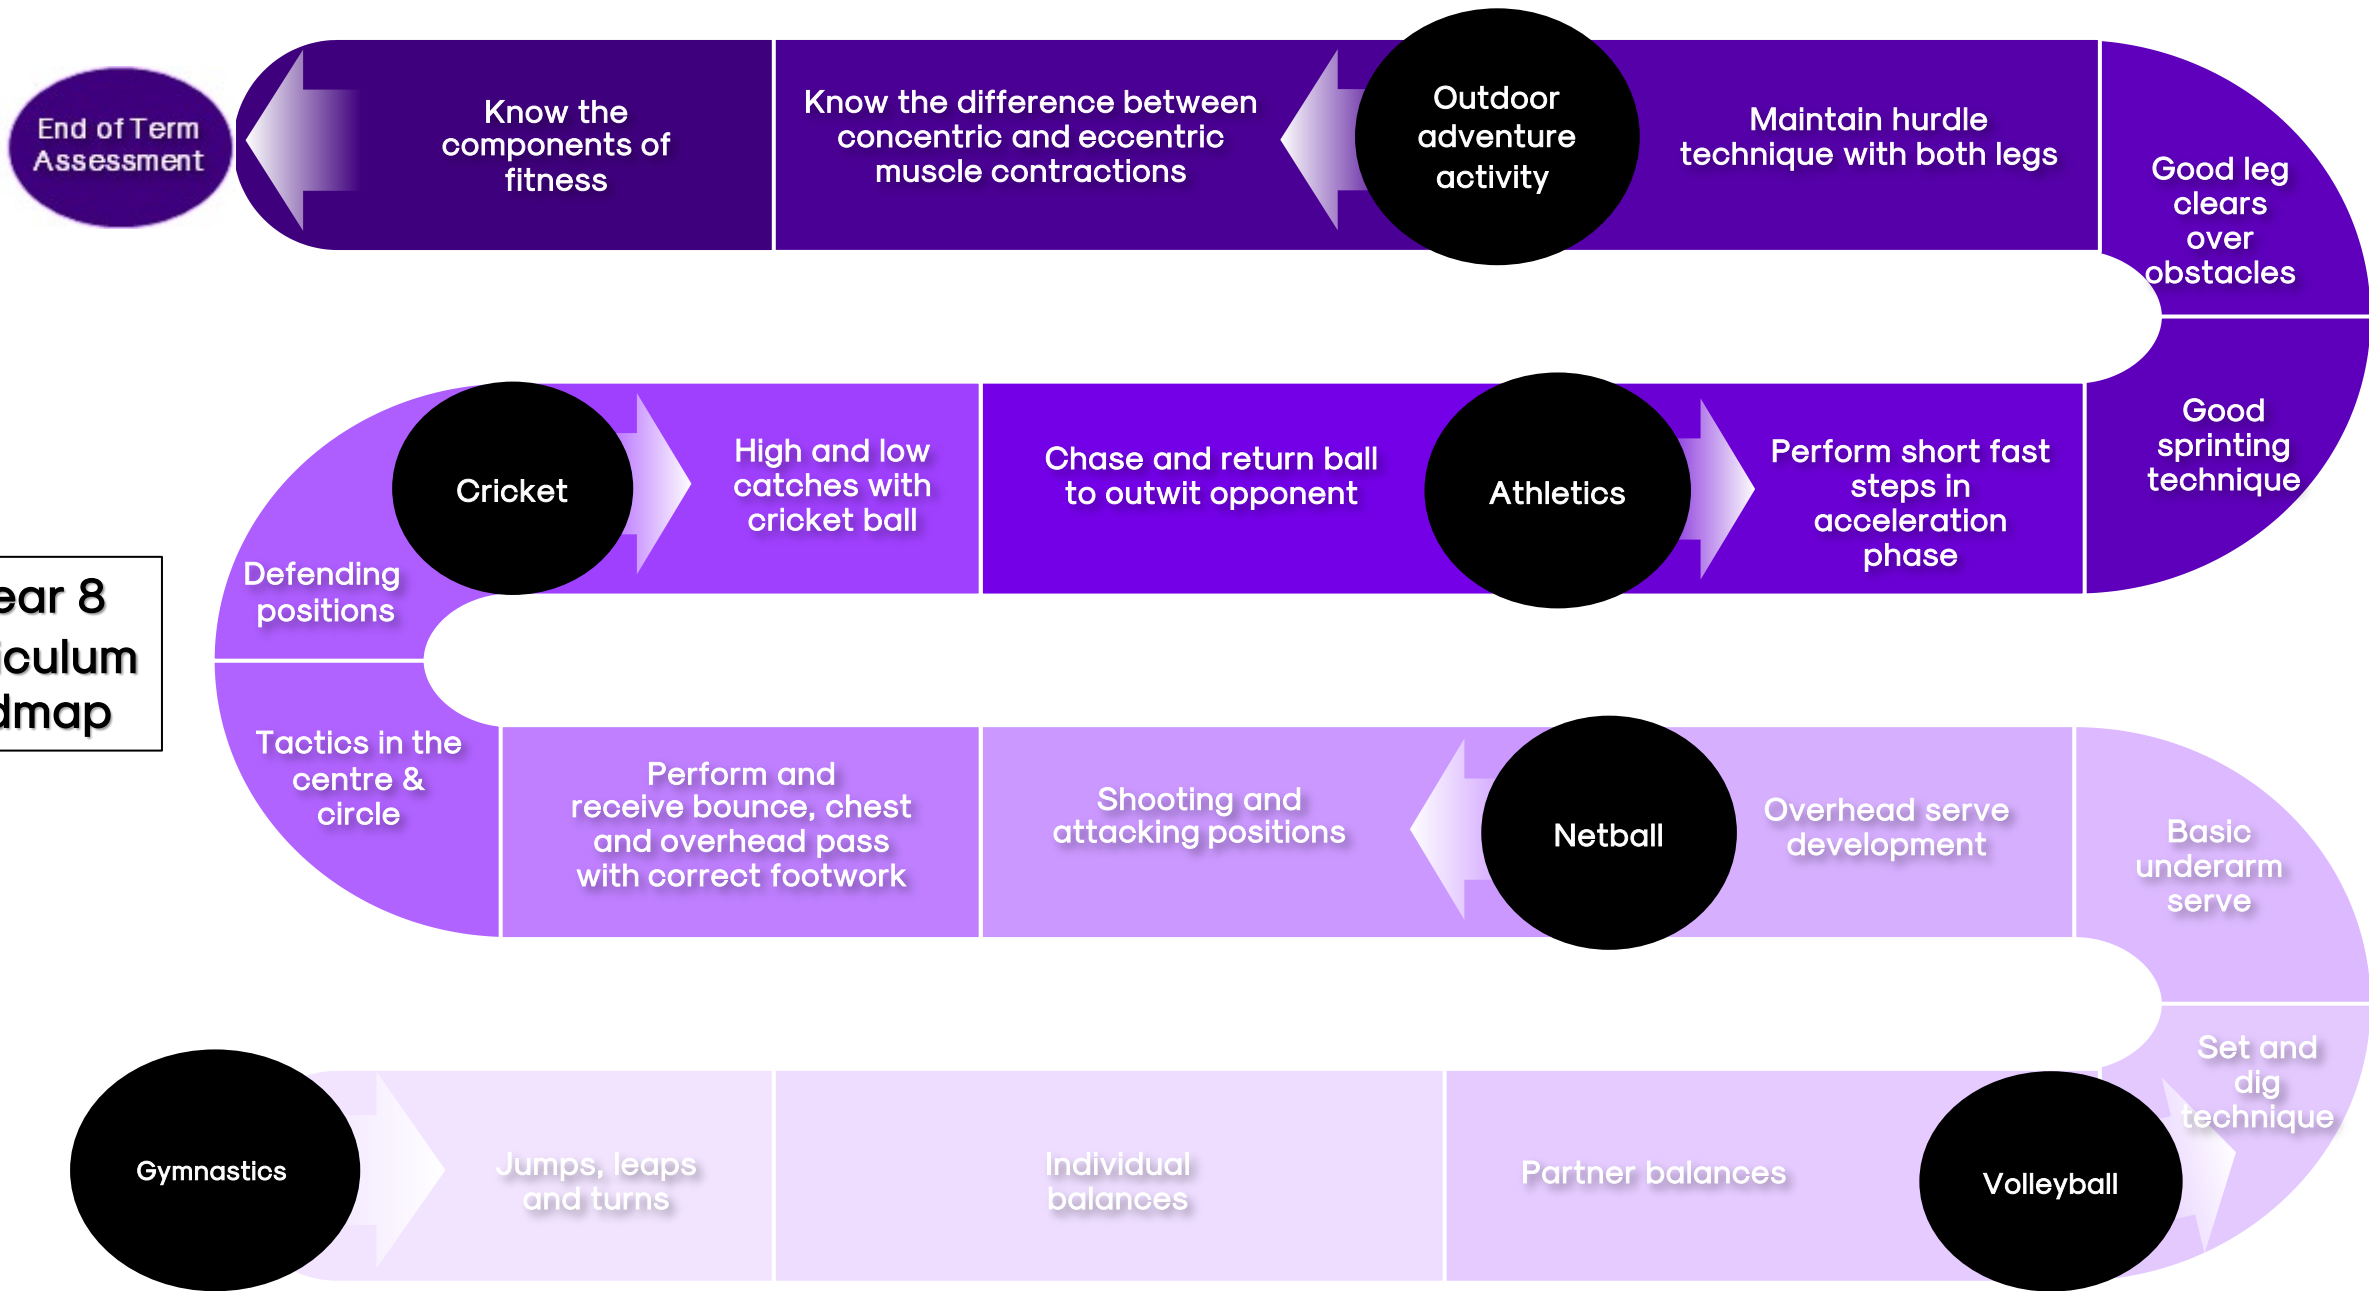 End of Term
Assessment
Know the
components of
fitness
Know the difference between
concentric and eccentric
muscle contractions
Outdoor
adventure
activity
Maintain hurdle
technique with both legs
Good leg
clears
over
obstacles
Cricket
High and low
catches with
cricket ball
Chase and return ball
to outwit opponent
Athletics
Perform short fast
steps in
acceleration
phase
Good
sprinting
technique
Defending
positions
8
Tactics in the
centre &
circle
Perform and
receive bounce, chest
and overhead pass
with correct footwork
Shooting and
attacking positions
Netball
Overhead serve
development
Basic
underarm
serve
Set and
dig
technique
Gymnastics
Jumps, leaps
and turns
Individual
balances
Partner balances
Volleyball